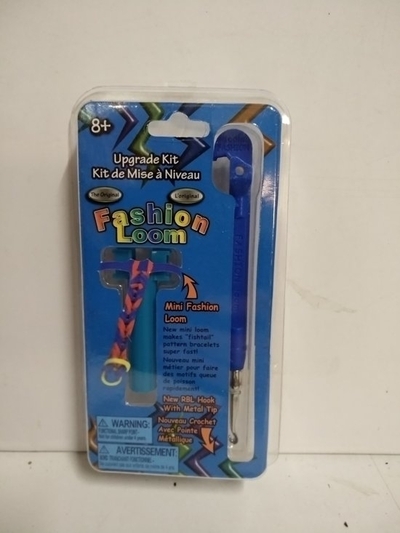 8+
Upgrade Kit
Kit de Mise à Niveau
The Original
L'original
Fashion
Loom
Mini Fashion
Loom
New mini loom
makes "fishtail"
pattern bracelets
super fast!
Nouveau mini
métier pour faire
des motifs queue
de poisson
rapidement!
New RBL Hook
With Metal Tip
Nouveau Crochet
Avec Pointe
Métallique
WARNING:
AVERTISSEMENT: